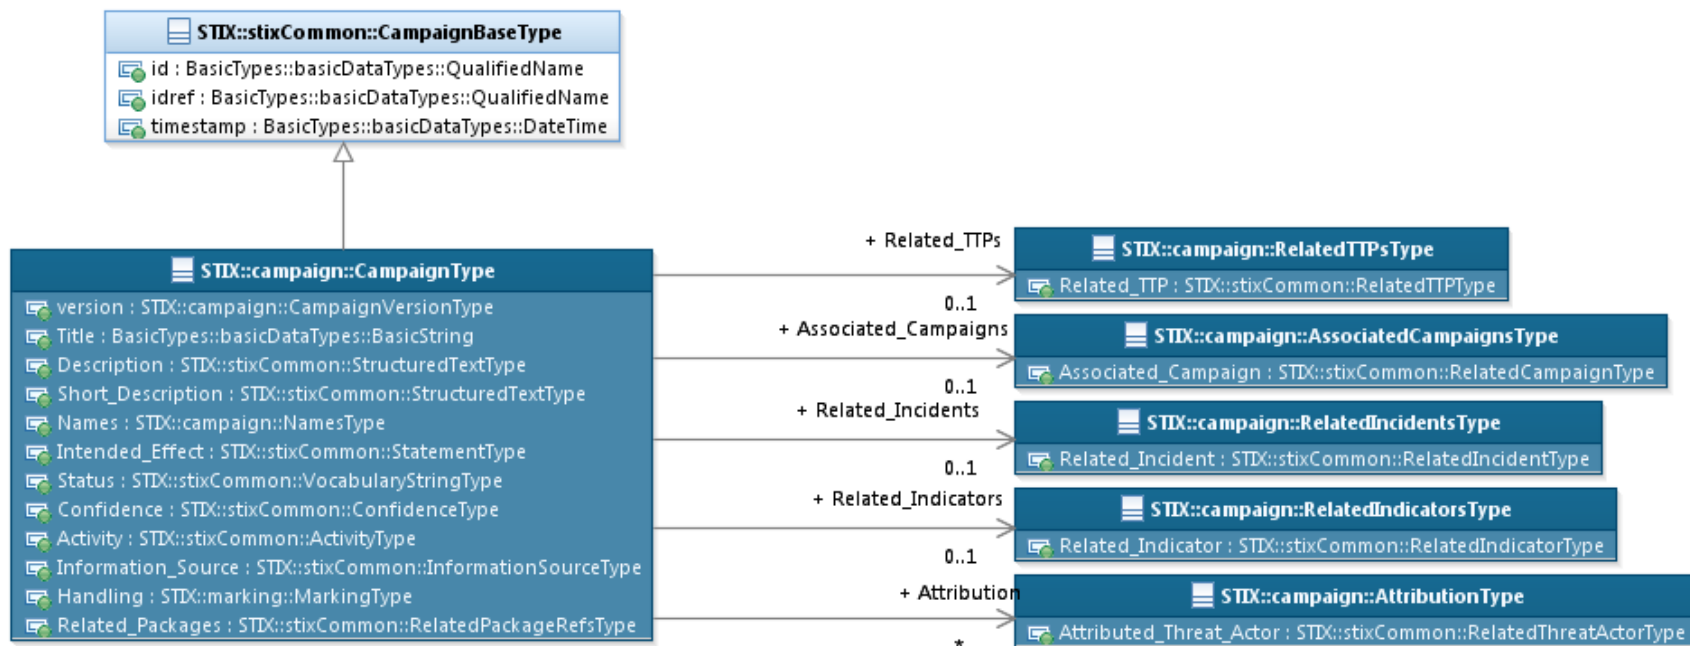 STIX::stixCommon::CampaignBaseType
id : BasicTypes::basicDataTypes::QualifiedName
idref : BasicTypes::basicDataTypes::QualifiedName
timestamp : BasicTypes::basicDataTypes::DateTime
STIX::campaign::CampaignType
version : STIX::campaign::CampaignVersionType
Title : BasicTypes::basicDataTypes::BasicString
Description : STIX::stixCommon::StructuredTextType
Short_Description : STIX::stixCommon::StructuredTextType
Names : STIX::campaign::NamesType
Intended_Effect : STIX::stixCommon::StatementType
Status : STIX::stixCommon::VocabularyStringType
Confidence : STIX::stixCommon::ConfidenceType
Activity : STIX::stixCommon::ActivityType
Information_Source : STIX::stixCommon::InformationSourceType
Handling : STIX::marking::MarkingType
Related_Packages : STIX::stixCommon::RelatedPackageRefsType
+ Related_TTPs
0..1
STIX::campaign::RelatedTTPsType
Related_TTP : STIX::stixCommon::RelatedTTPType
+ Associated_Campaigns
0..1
STIX::campaign::AssociatedCampaignsType
Associated_Campaign : STIX::stixCommon::RelatedCampaignType
+ Related_Incidents
0..1
STIX::campaign::RelatedIncidentsType
Related_Incident : STIX::stixCommon::RelatedIncidentType
+ Related_Indicators
0..1
STIX::campaign::RelatedIndicatorsType
Related_Indicator : STIX::stixCommon::RelatedIndicatorType
+ Attribution
*
STIX::campaign::AttributionType
Attributed_Threat_Actor : STIX::stixCommon::RelatedThreatActorType